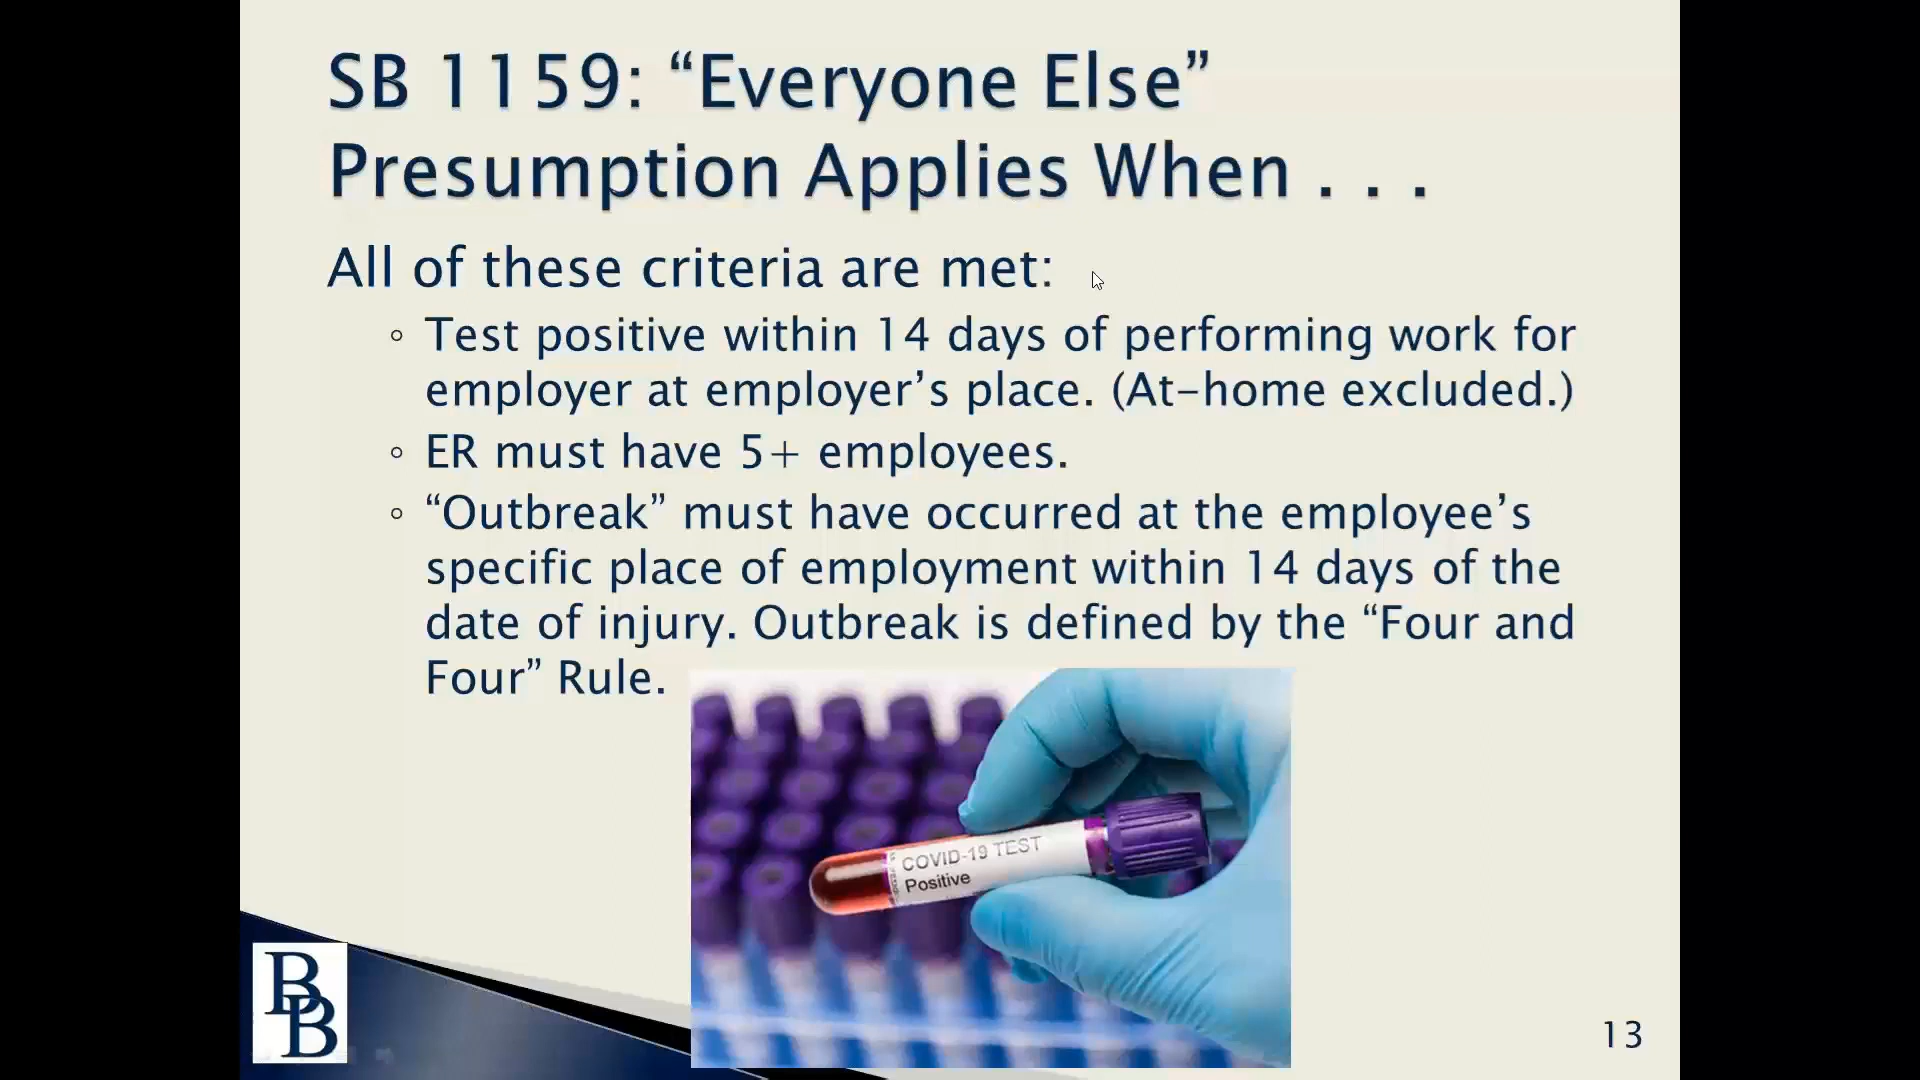 SB 1159: “Everyone Else”
Presumption Applies When . . .
All of these criteria are met:
◦ Test positive within 14 days of performing work for
employer at employer’s place. (At-home excluded.)
◦ ER must have 5+ employees.
◦ “Outbreak” must have occurred at the employee’s
specific place of employment within 14 days of the
date of injury. Outbreak is defined by the “Four and
Four” Rule.
COVID-19 TEST
Positive
BB
13